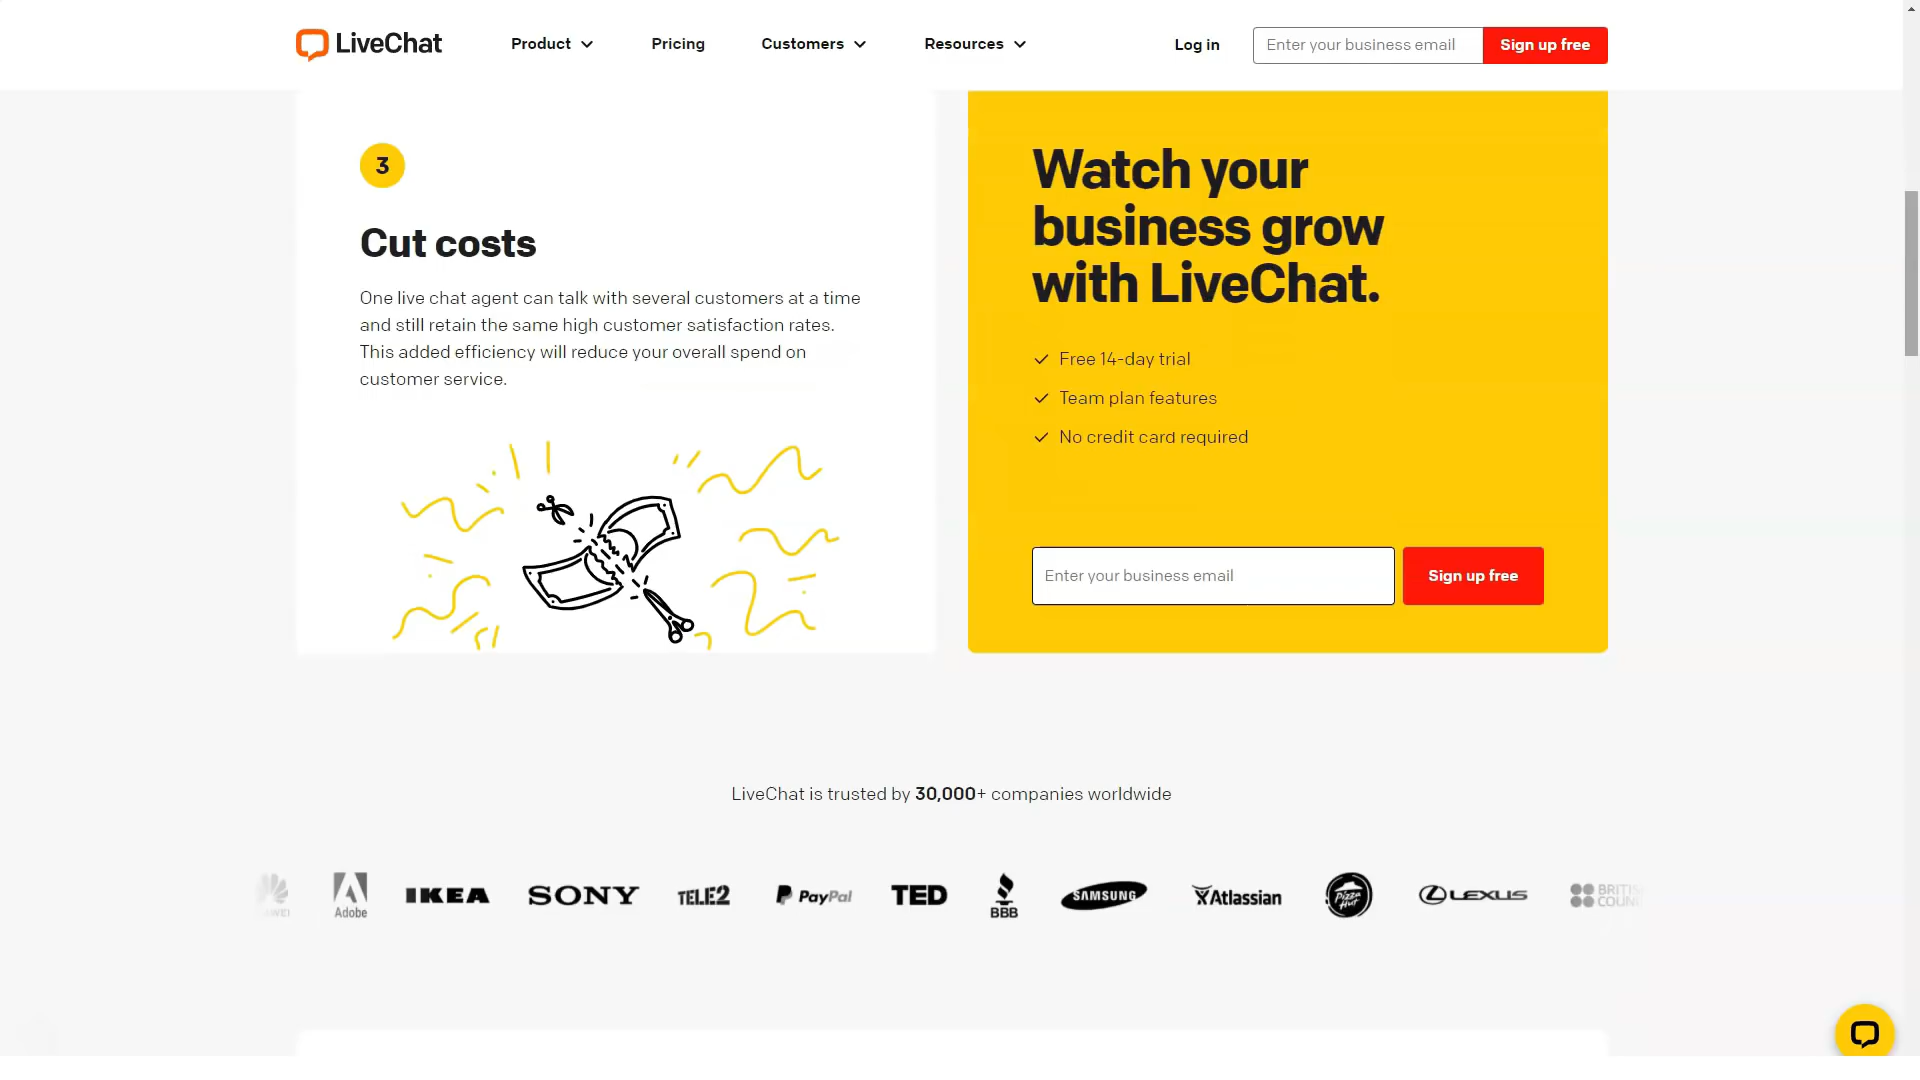 LiveChat
Product
Pricing
Customers
Resources
Log in
Enter your business email
Sign up free
3
Cut costs
One live chat agent can talk with several customers at a time
and still retain the same high customer satisfaction rates.
This added efficiency will reduce your overall spend on
customer service.
Watch your
business grow
with LiveChat.
Free 14-day trial
Team plan features
No credit card required
Enter your business email
Sign up free
LiveChat is trusted by 30,000+ companies worldwide
Adobe
IKEA
SONY
TELE2
PayPal
TED
BBB
SAMSUNG
Atlassian
Pizza
Hut
LEXUS